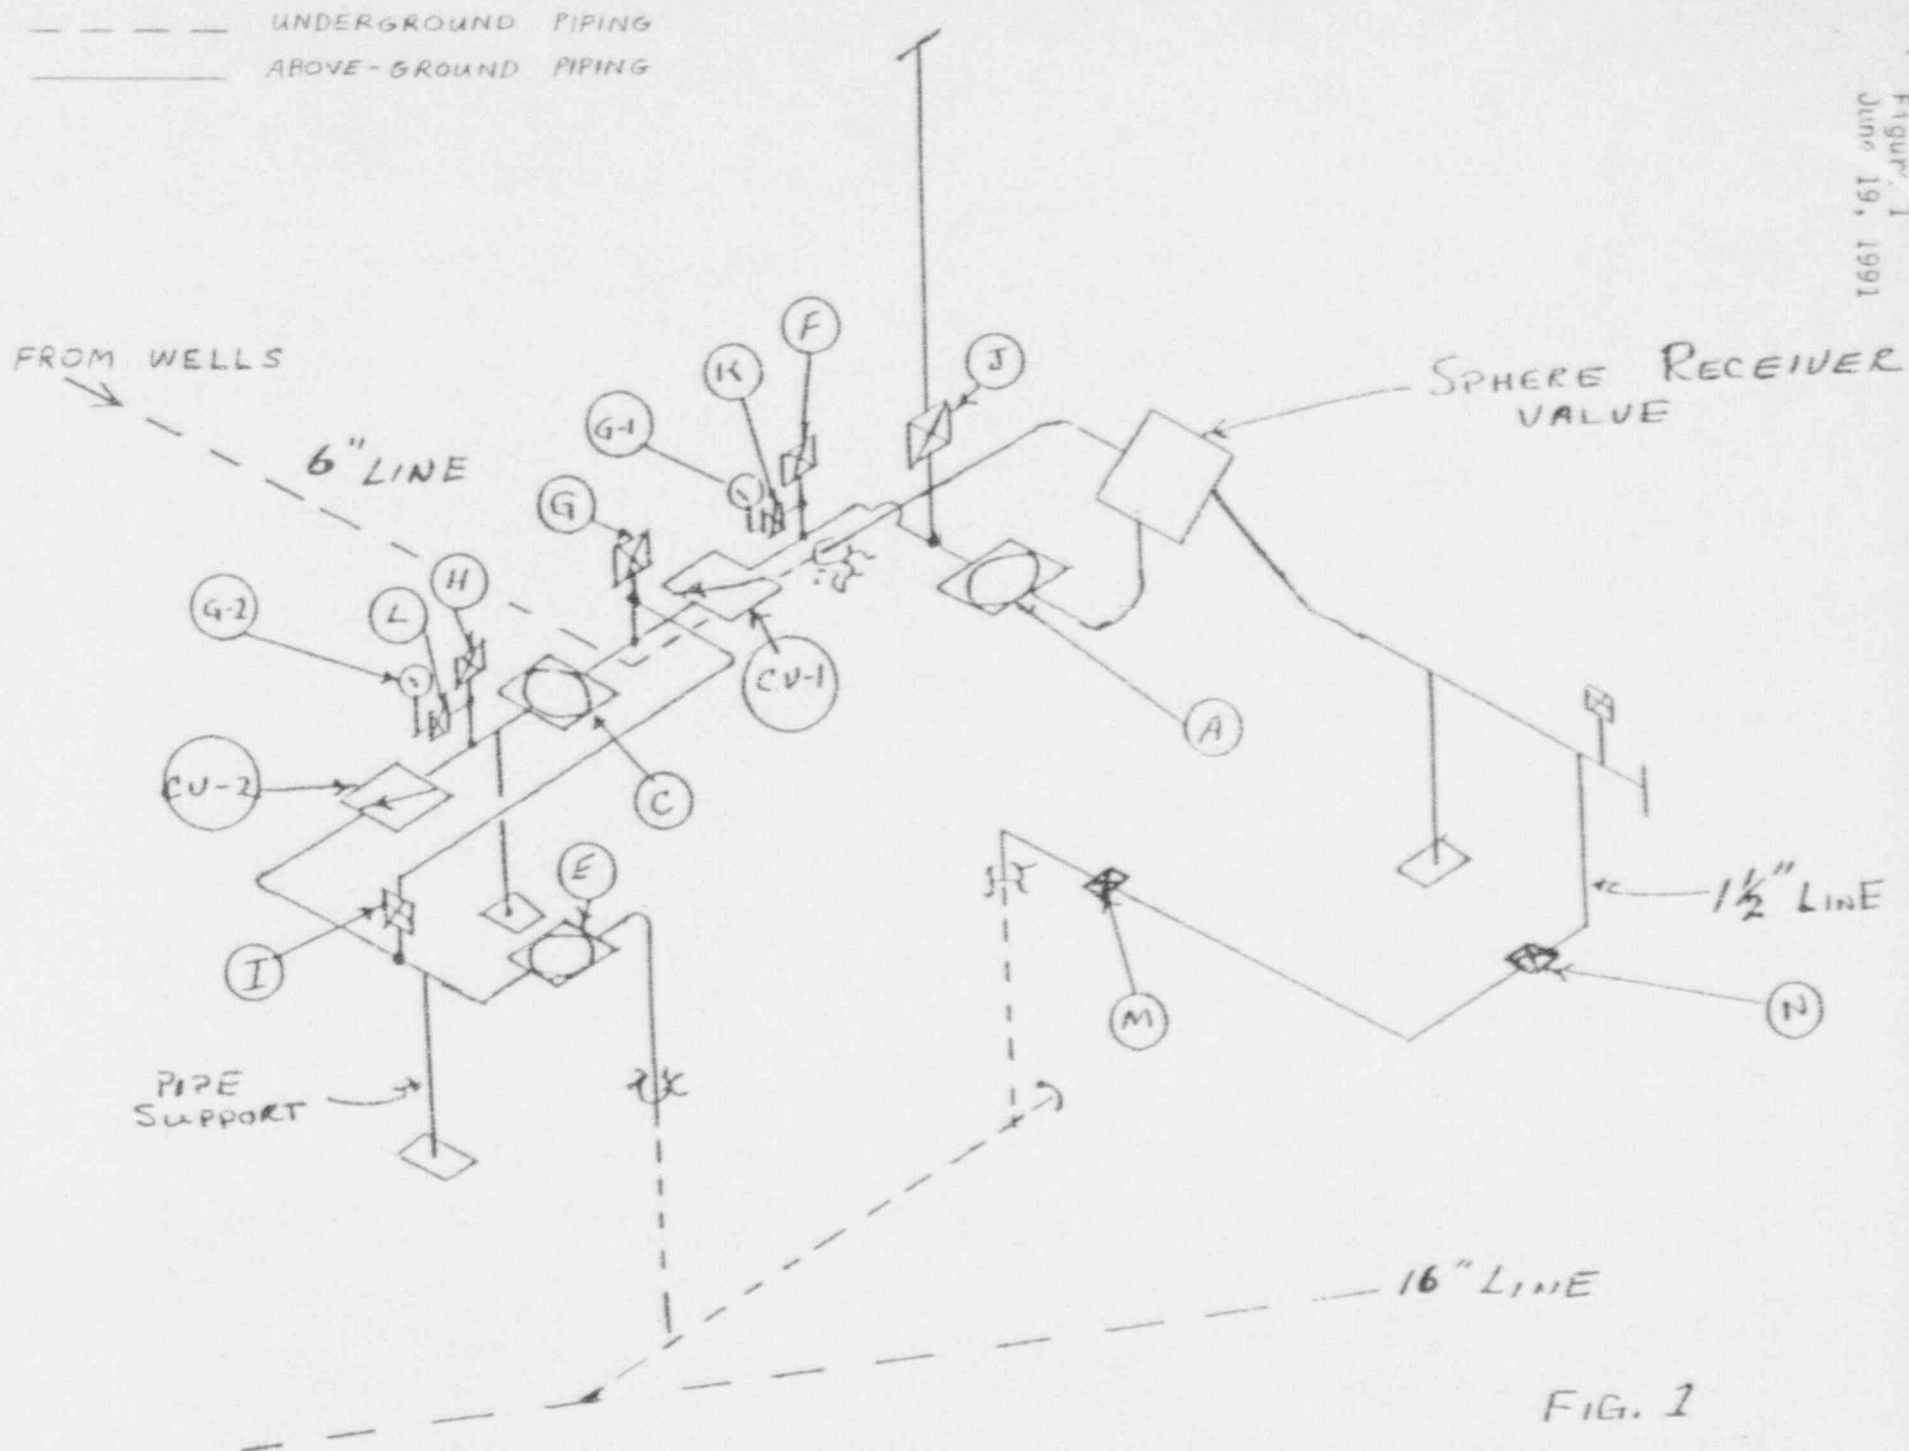 UNDERGROUND PIPING
ABOVE-GROUND PIPING
Figure 1
June 19, 1991
FROM WELLS
6" LINE
SPHERE RECEIVER
VALVE
F
K
J
G-1
G
H
G-2
L
CV-1
A
CV-2
C
E
1½" LINE
I
M
N
PIPE
SUPPORT
16" LINE
FIG. 1